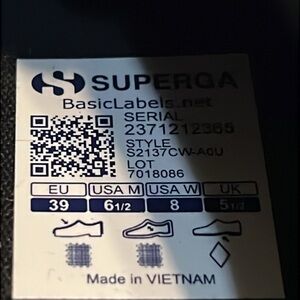 SUPERGA
BasicLabels.net
SERIAL
2371212365
STYLE
S2137CW-A0U
LOT
7018086
EU USA M USA W UK
39 6 1/2 8 5 1/2
Made in VIETNAM